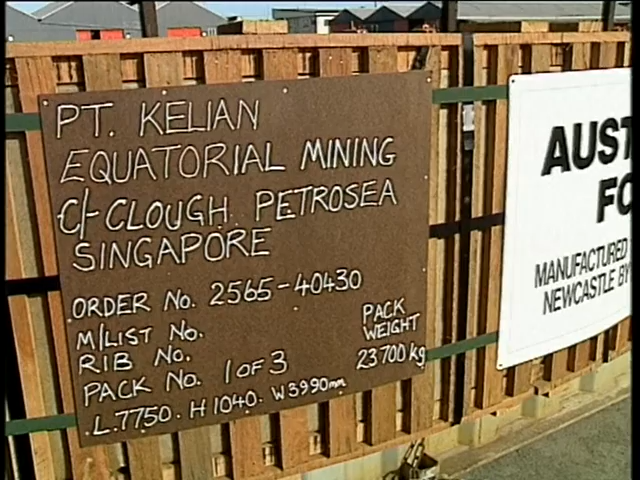 PT. KELIAN
EQUATORIAL MINING
C/- CLOUGH PETROSEA
SINGAPORE
ORDER No. 2565-40430
M/LIST No.
RIB No.
PACK No. 1 OF 3
PACK
WEIGHT
23700 kg
L.7750. H 1040. W 3990mm
AUST
FO
MANUFACTURED
NEWCASTLE BY